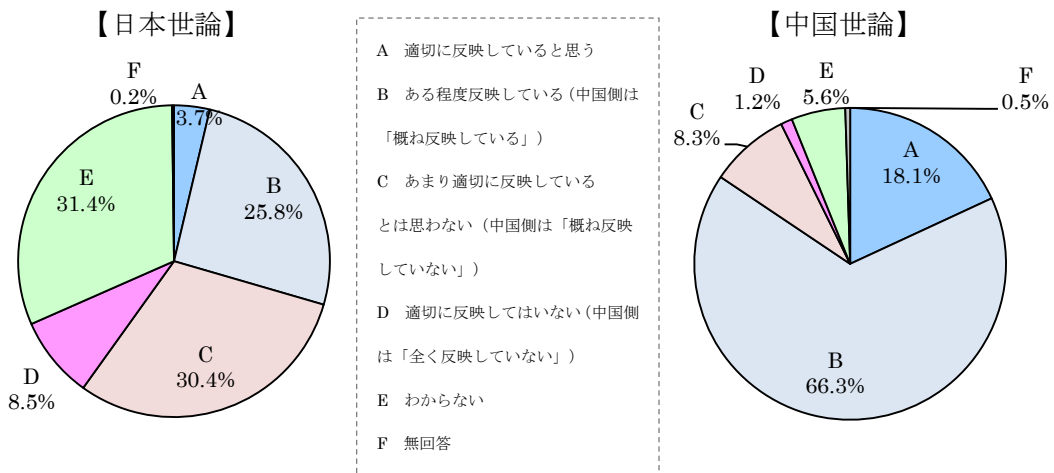 【日本世論】
F
0.2%
A
3.7%
B
25.8%
E
31.4%
C
30.4%
D
8.5%
A 適切に反映していると思う
B ある程度反映している（中国側は
「概ね反映している」）
C あまり適切に反映している
とは思わない（中国側は「概ね反映
していない」）
D 適切に反映してはいない（中国側
は「全く反映していない」）
E わからない
F 無回答
【中国世論】
D
1.2%
E
5.6%
F
0.5%
C
8.3%
A
18.1%
B
66.3%